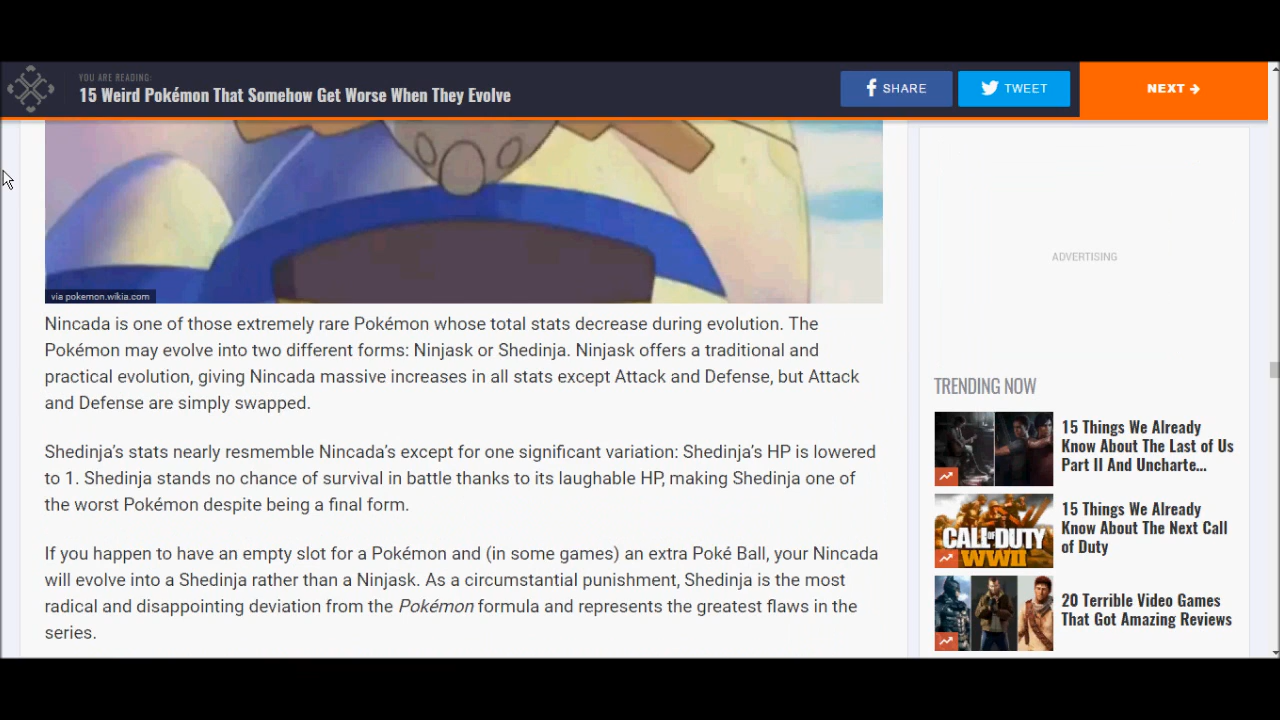 YOU ARE READING:
15 Weird Pokémon That Somehow Get Worse When They Evolve
SHARE
TWEET
NEXT
via pokemon.wikia.com
Nincada is one of those extremely rare Pokémon whose total stats decrease during evolution. The
Pokémon may evolve into two different forms: Ninjask or Shedinja. Ninjask offers a traditional and
practical evolution, giving Nincada massive increases in all stats except Attack and Defense, but Attack
and Defense are simply swapped.
Shedinja's stats nearly resmemble Nincada's except for one significant variation: Shedinja's HP is lowered
to 1. Shedinja stands no chance of survival in battle thanks to its laughable HP, making Shedinja one of
the worst Pokémon despite being a final form.
If you happen to have an empty slot for a Pokémon and (in some games) an extra Poké Ball, your Nincada
will evolve into a Shedinja rather than a Ninjask. As a circumstantial punishment, Shedinja is the most
radical and disappointing deviation from the Pokémon formula and represents the greatest flaws in the
series.
ADVERTISING
TRENDING NOW
15 Things We Already
Know About The Last of Us
Part II And Uncharte...
CALL OF DUTY
WWII
15 Things We Already
Know About The Next Call
of Duty
20 Terrible Video Games
That Got Amazing Reviews